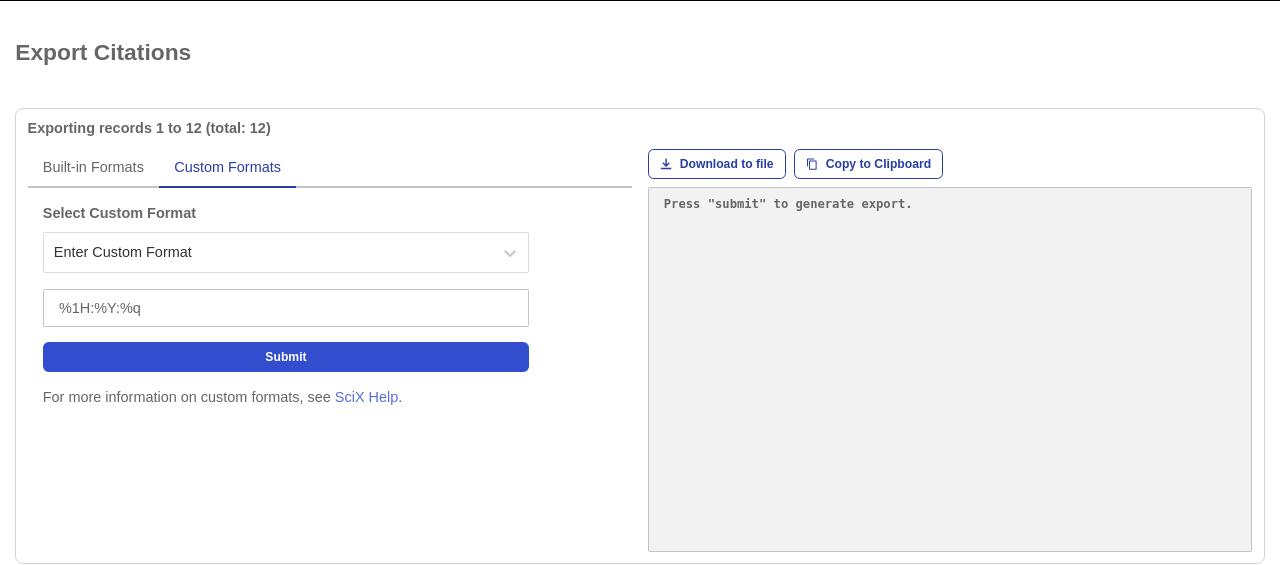 Export Citations
Exporting records 1 to 12 (total: 12)
Built-in Formats
Custom Formats
Select Custom Format
Enter Custom Format
%1H:%Y:%q
Submit
For more information on custom formats, see SciX Help.
Download to file
Copy to Clipboard
Press "submit" to generate export.